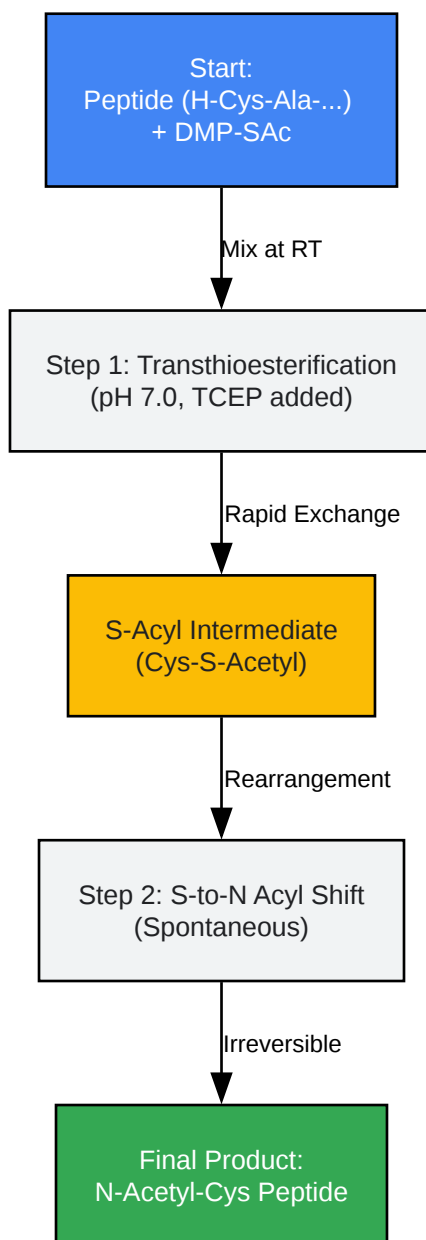 Start:
Peptide (H-Cys-Ala-...)
+ DMP-SAc
Mix at RT
Step 1: Transthioesterification
(pH 7.0, TCEP added)
Rapid Exchange
S-Acyl Intermediate
(Cys-S-Acetyl)
Rearrangement
Step 2: S-to-N Acyl Shift
(Spontaneous)
Irreversible
Final Product:
N-Acetyl-Cys Peptide